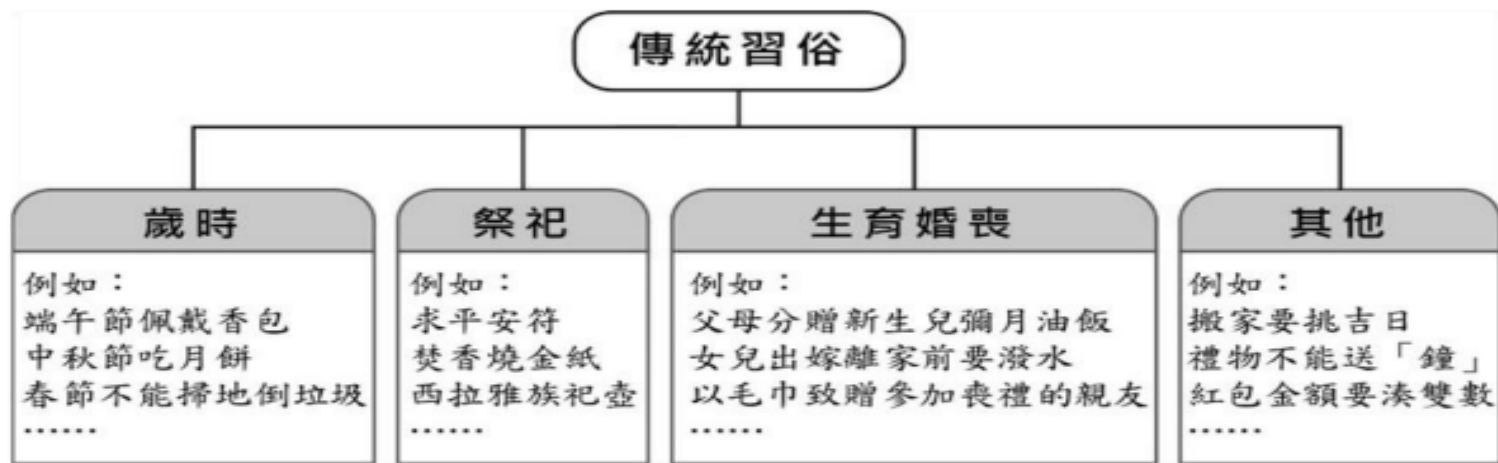 傳統習俗
歲時
例如：
端午節佩戴香包
中秋節吃月餅
春節不能掃地倒垃圾
……
祭祀
例如：
求平安符
焚香燒金紙
西拉雅族祀壺
……
生育婚喪
例如：
父母分贈新生兒彌月油飯
女兒出嫁離家前要潑水
以毛巾致贈參加喪禮的親友
……
其他
例如：
搬家要挑吉日
禮物不能送「鐘」
紅包金額要湊雙數
……